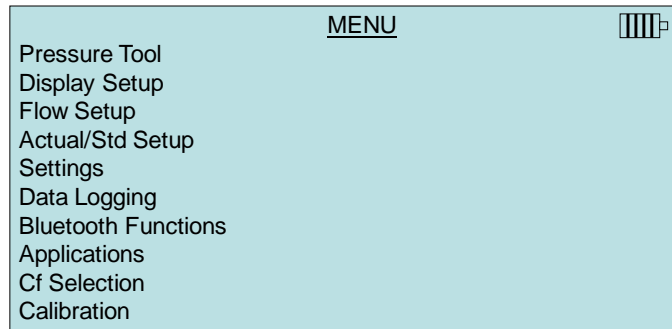 MENU
Pressure Tool
Display Setup
Flow Setup
Actual/Std Setup
Settings
Data Logging
Bluetooth Functions
Applications
Cf Selection
Calibration